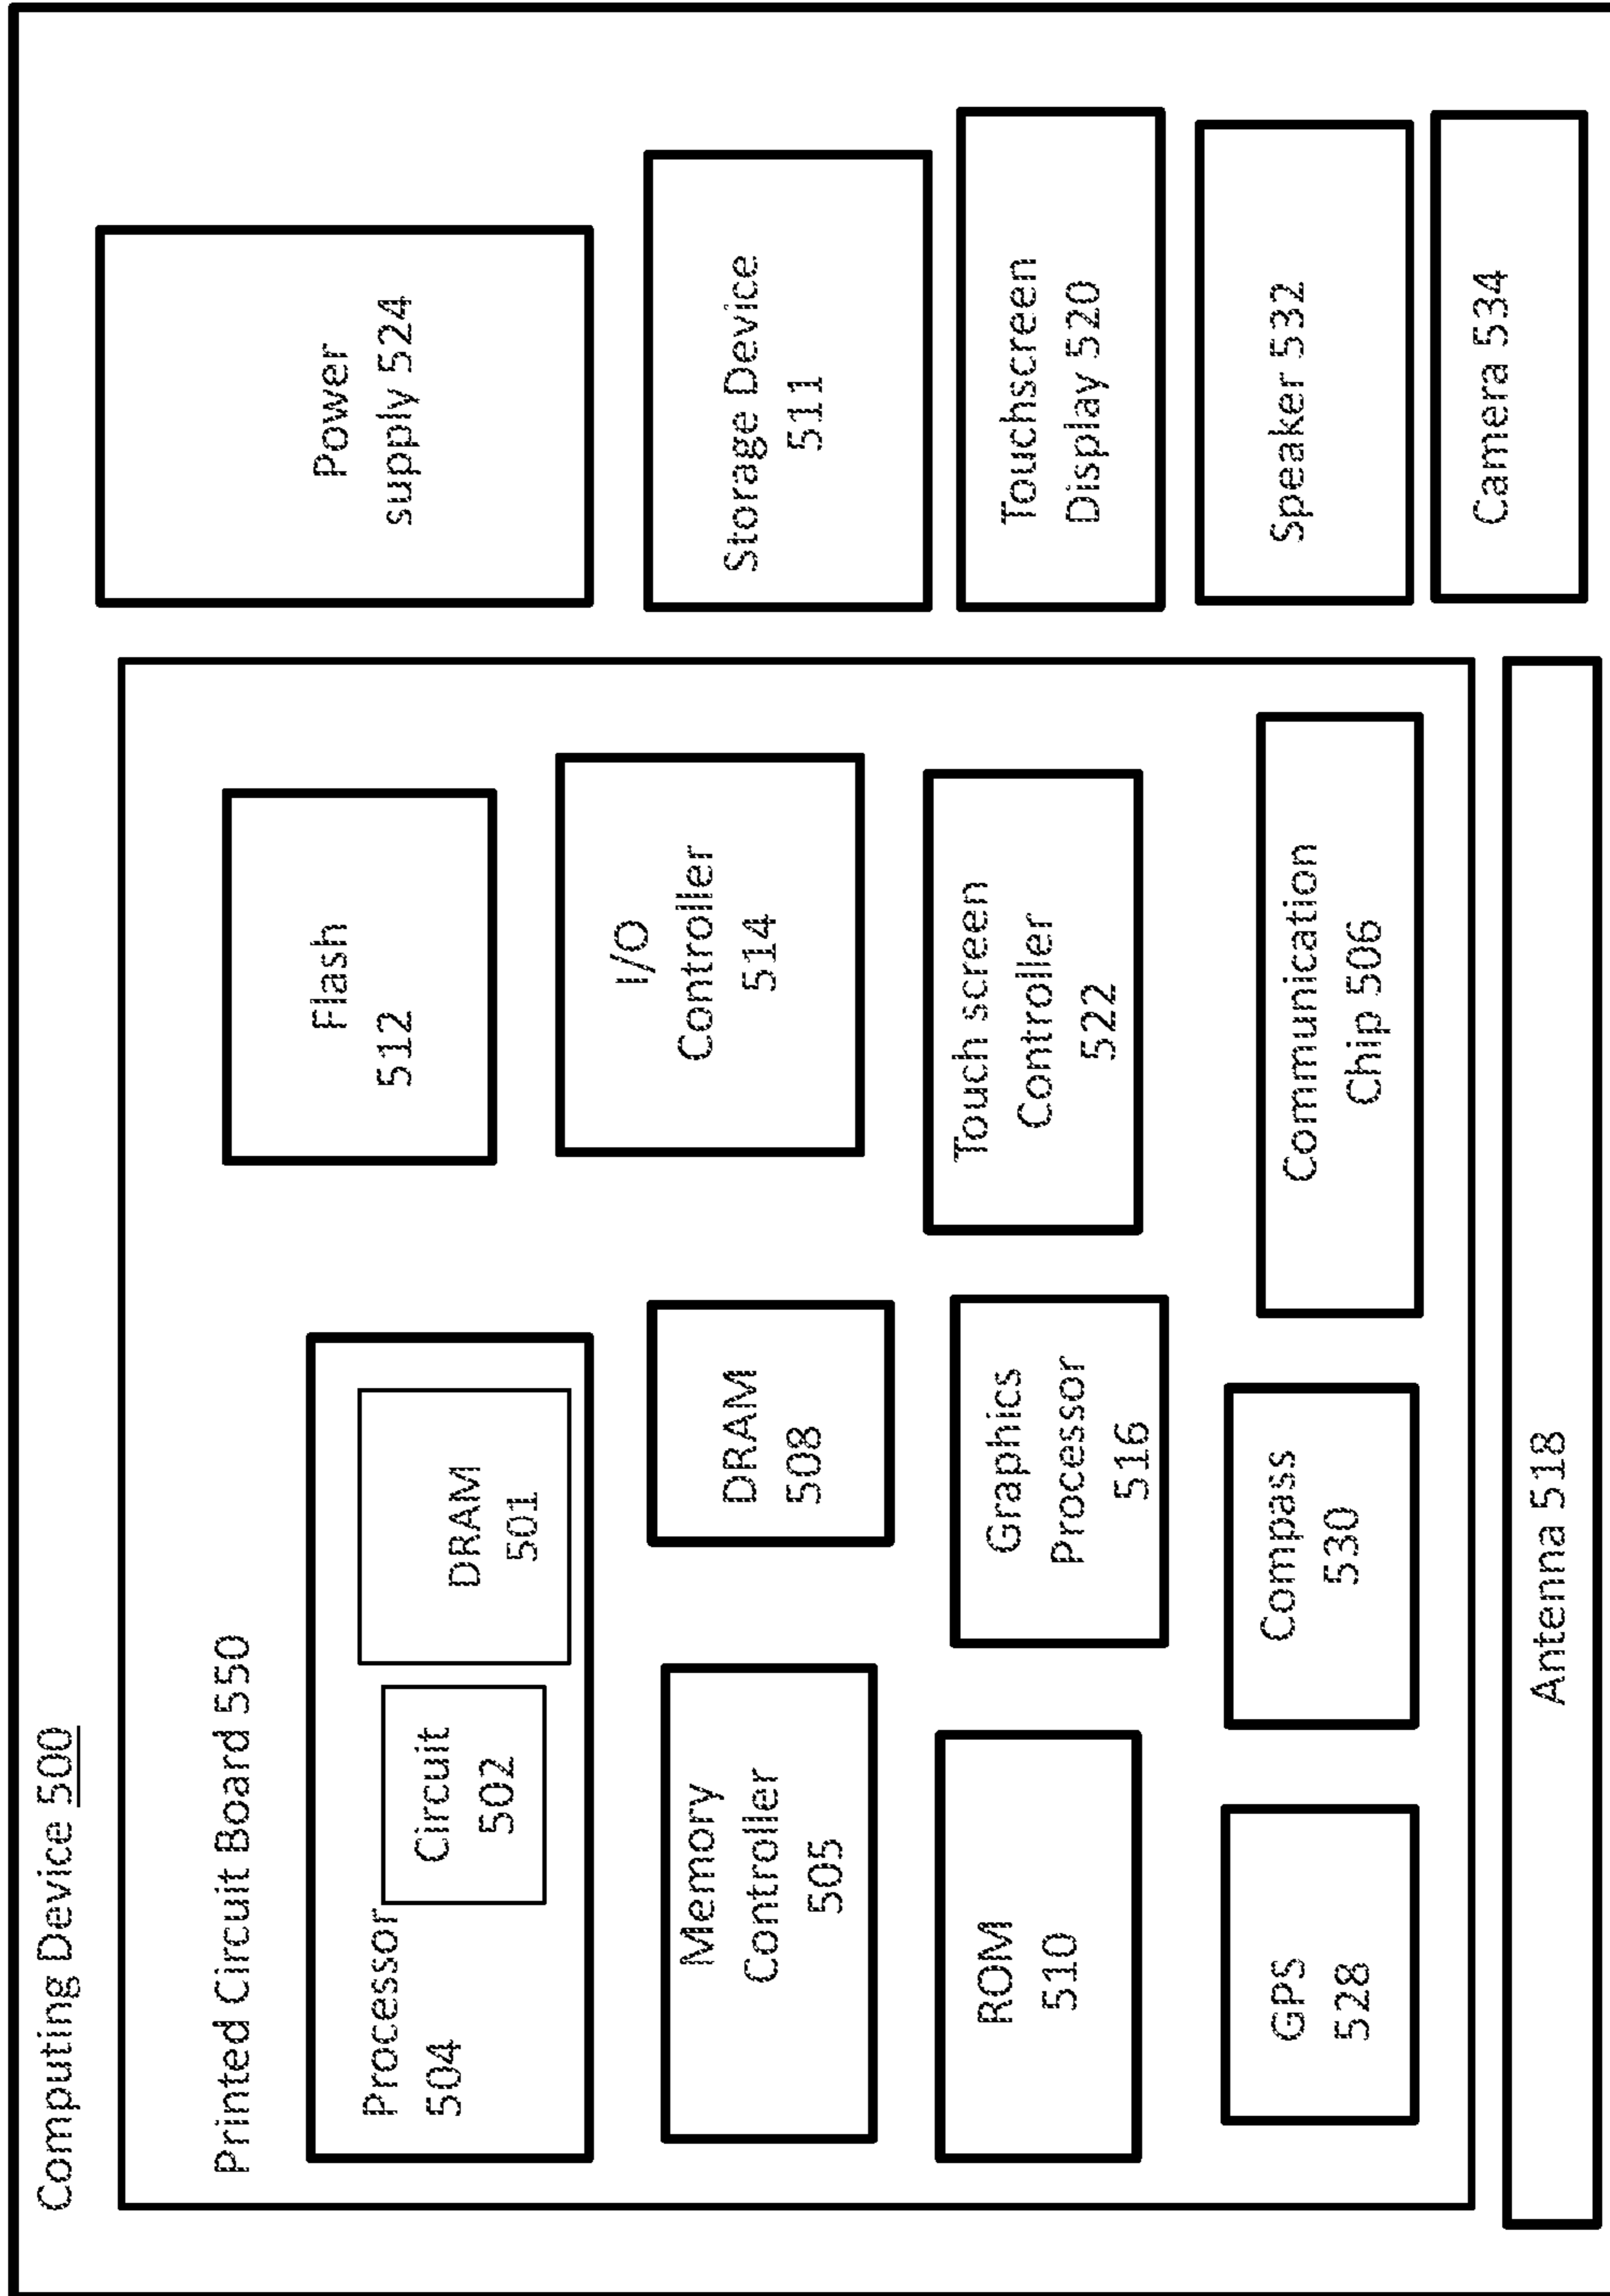 Computing Device 500
Printed Circuit Board 550
Processor
504
Circuit
502
DRAM
501
Flash
512
Power
supply 524
Memory
Controller
505
DRAM
508
I/O
Controller
514
Storage Device
511
ROM
510
Graphics
Processor
516
Touch screen
Controller
522
Touchscreen
Display 520
GPS
528
Compass
530
Communication
Chip 506
Speaker 532
Camera 534
Antenna 518